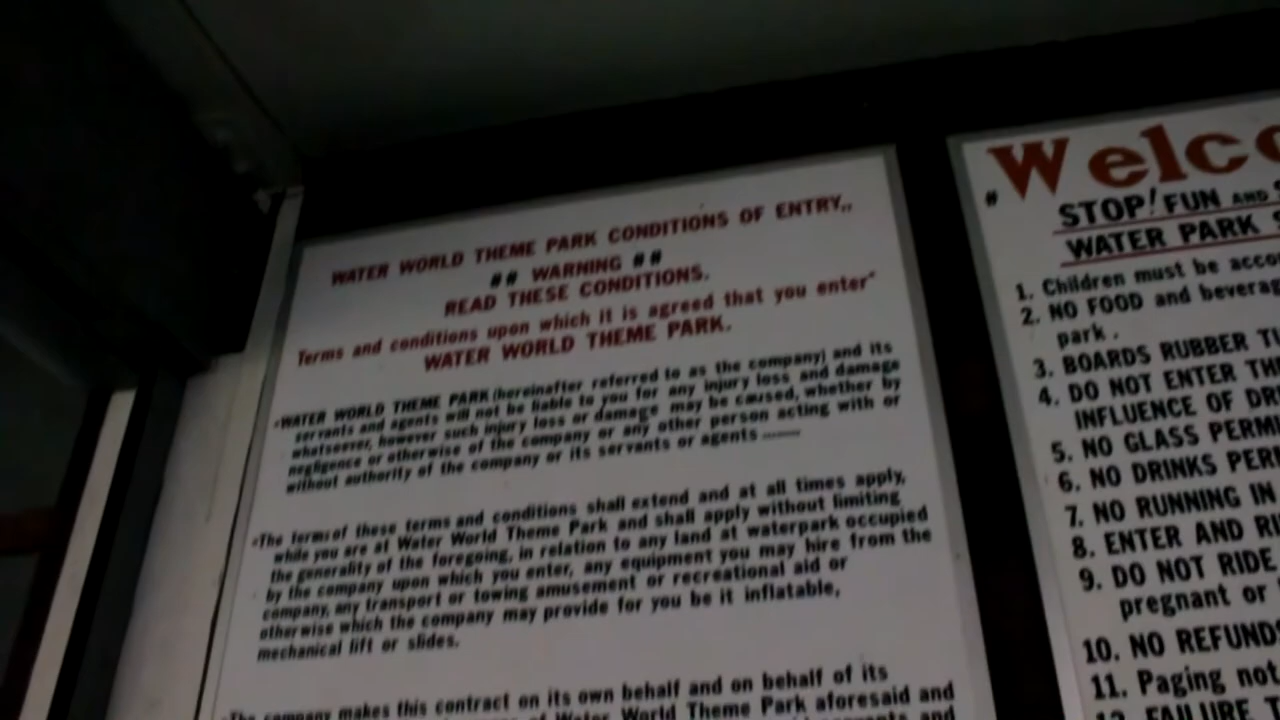 WATER WORLD THEME PARK CONDITIONS OF ENTRY,,
## WARNING ##
READ THESE CONDITIONS.
Terms and conditions upon which it is agreed that you enter"
WATER WORLD THEME PARK.
WATER WORLD THEME PARK (hereinafter referred to as the company) and its
servants and agents will not be liable to you for any injury loss and damage
whatsoever, however such injury loss or damage may be caused, whether by
negligence or otherwise of the company or any other person acting with or
without authority of the company or its servants or agents
The terms of these terms and conditions shall extend and at all times apply,
while you are at Water World Theme Park and shall apply without limiting
the generality of the foregoing, in relation to any land at waterpark occupied
by the company upon which you enter, any equipment you may hire from the
company, any transport or towing amusement or recreational aid or
otherwise which the company may provide for you be it inflatable,
mechanical lift or slides.
The company makes this contract on its own behalf and on behalf of its
of Water World Theme Park aforesaid and
and
"Welco
STOP! FUN AND
WATER PARK
1. Children must be acco
2. NO FOOD and beverag
park.
3. BOARDS RUBBER TU
4. DO NOT ENTER THE
INFLUENCE OF DR
5. NO GLASS PERMI
6. NO DRINKS PER
7. NO RUNNING IN
8. ENTER AND RI
9. DO NOT RIDE
pregnant or
10. NO REFUNDS
11. Paging not
12. FAILURE T